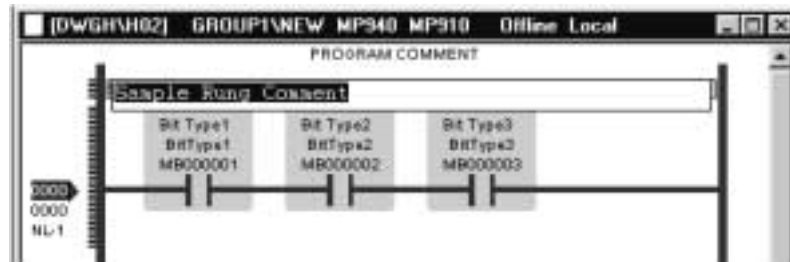 [DWGH\H02] GROUP1\NEW MP940 MP910 Offline Local
PROGRAM COMMENT
Sample Rung Comment
Bit Type1 Bit Type2 Bit Type3
BitType1 BitType2 BitType3
MB000001 MB000002 MB000003
0000
0000
NL-1